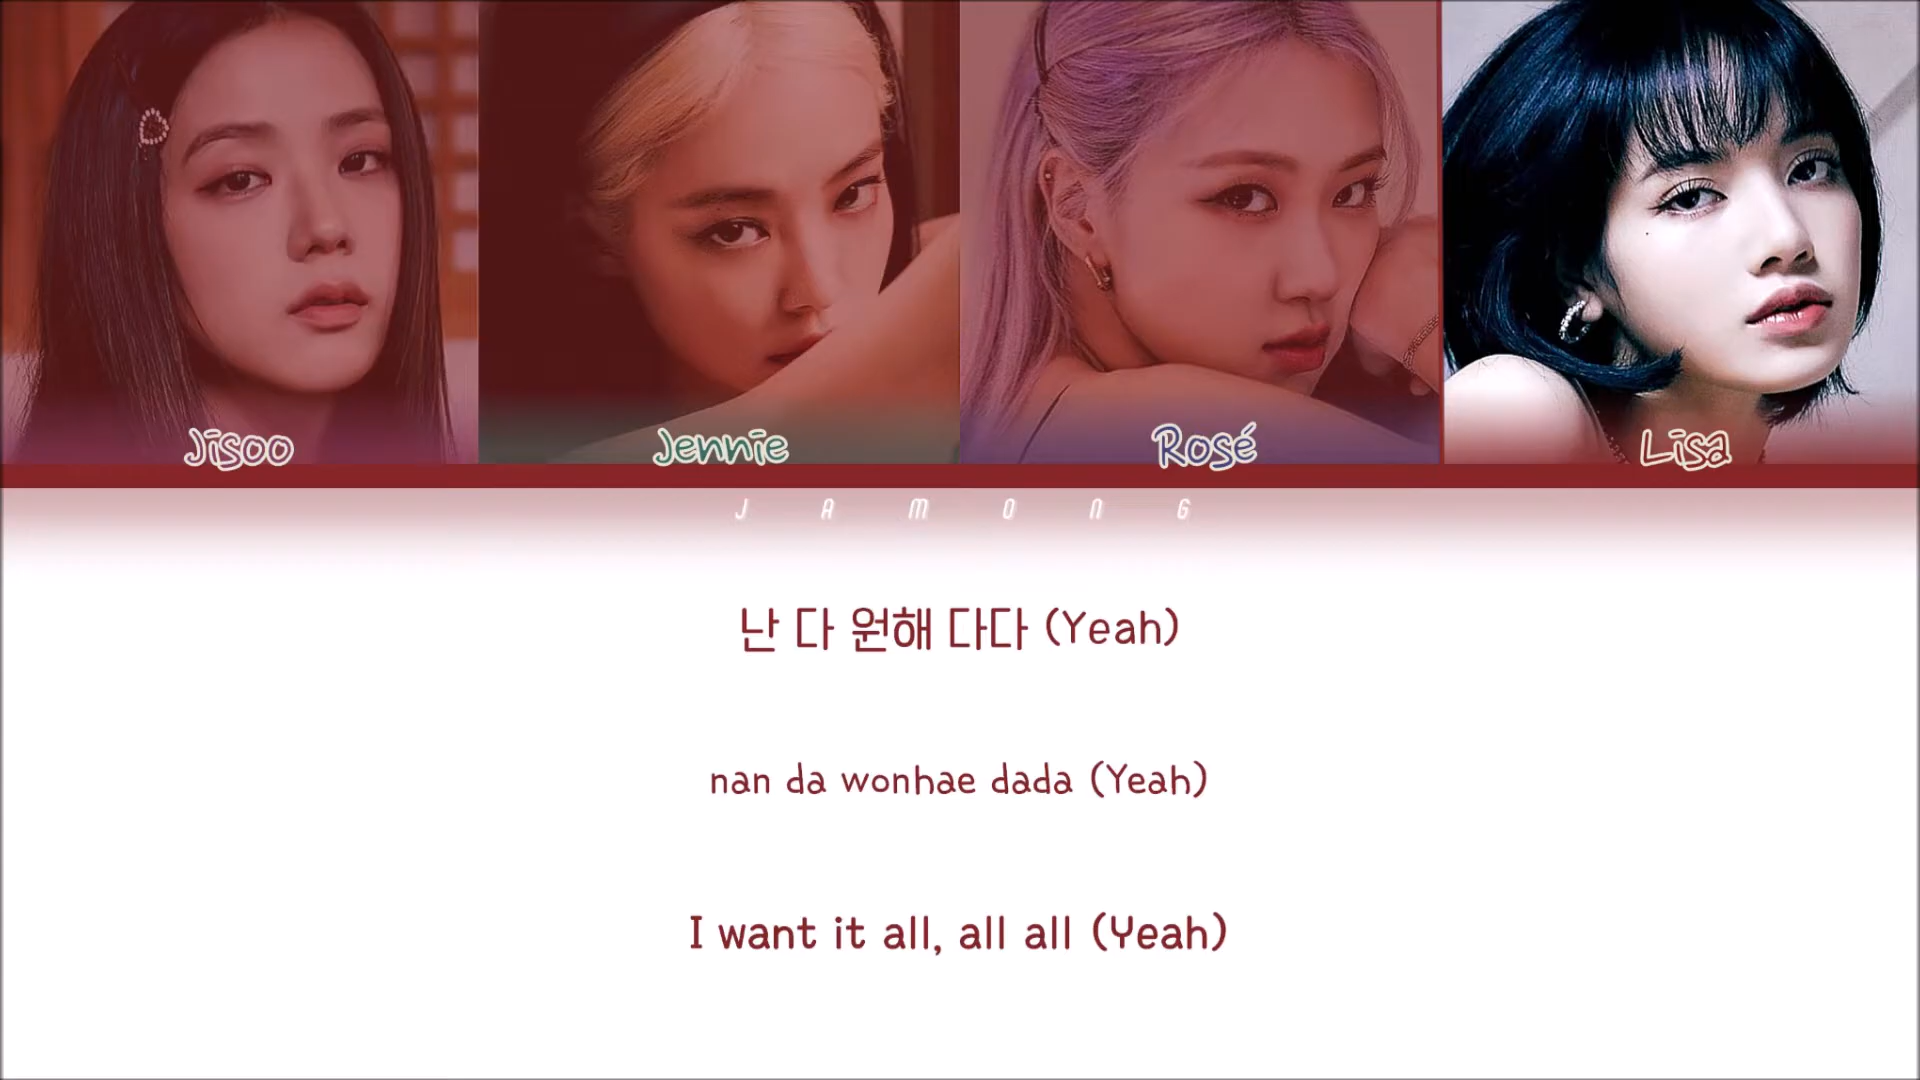 Jisoo Jennie Rosé Lisa
JAMONG
난 다 원해 다다 (Yeah)
nan da wonhae dada (Yeah)
I want it all, all all (Yeah)